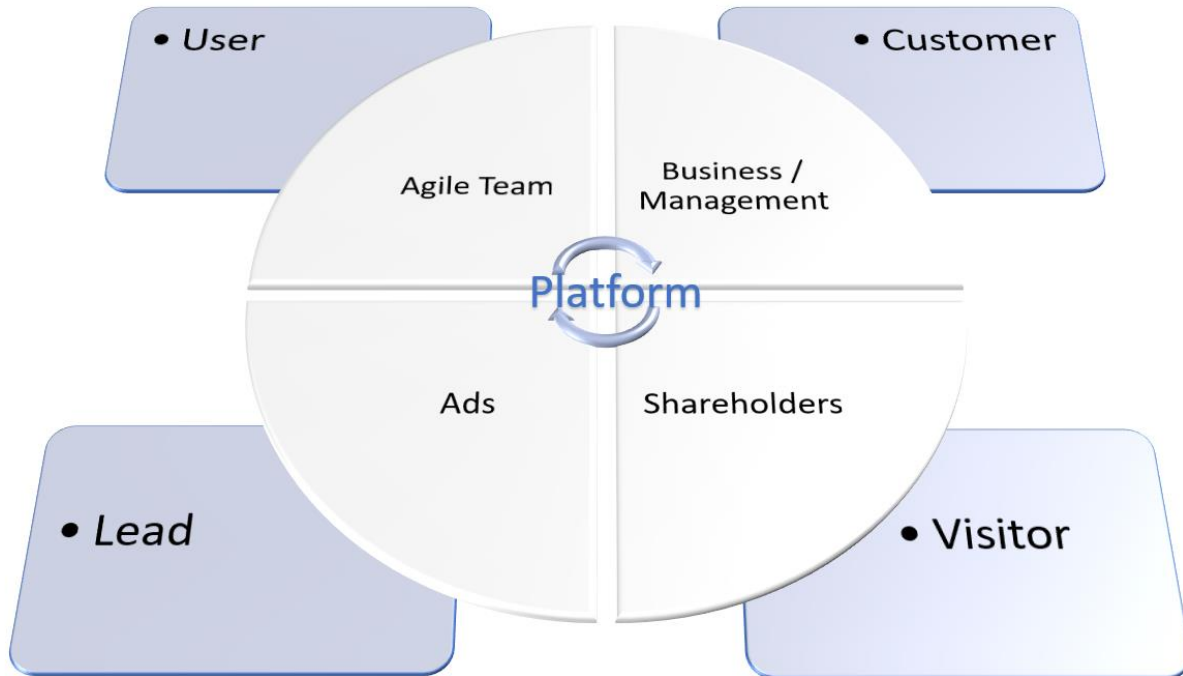 • User
• Customer
Agile Team
Business /
Management
Platform
Ads
Shareholders
• Lead
• Visitor